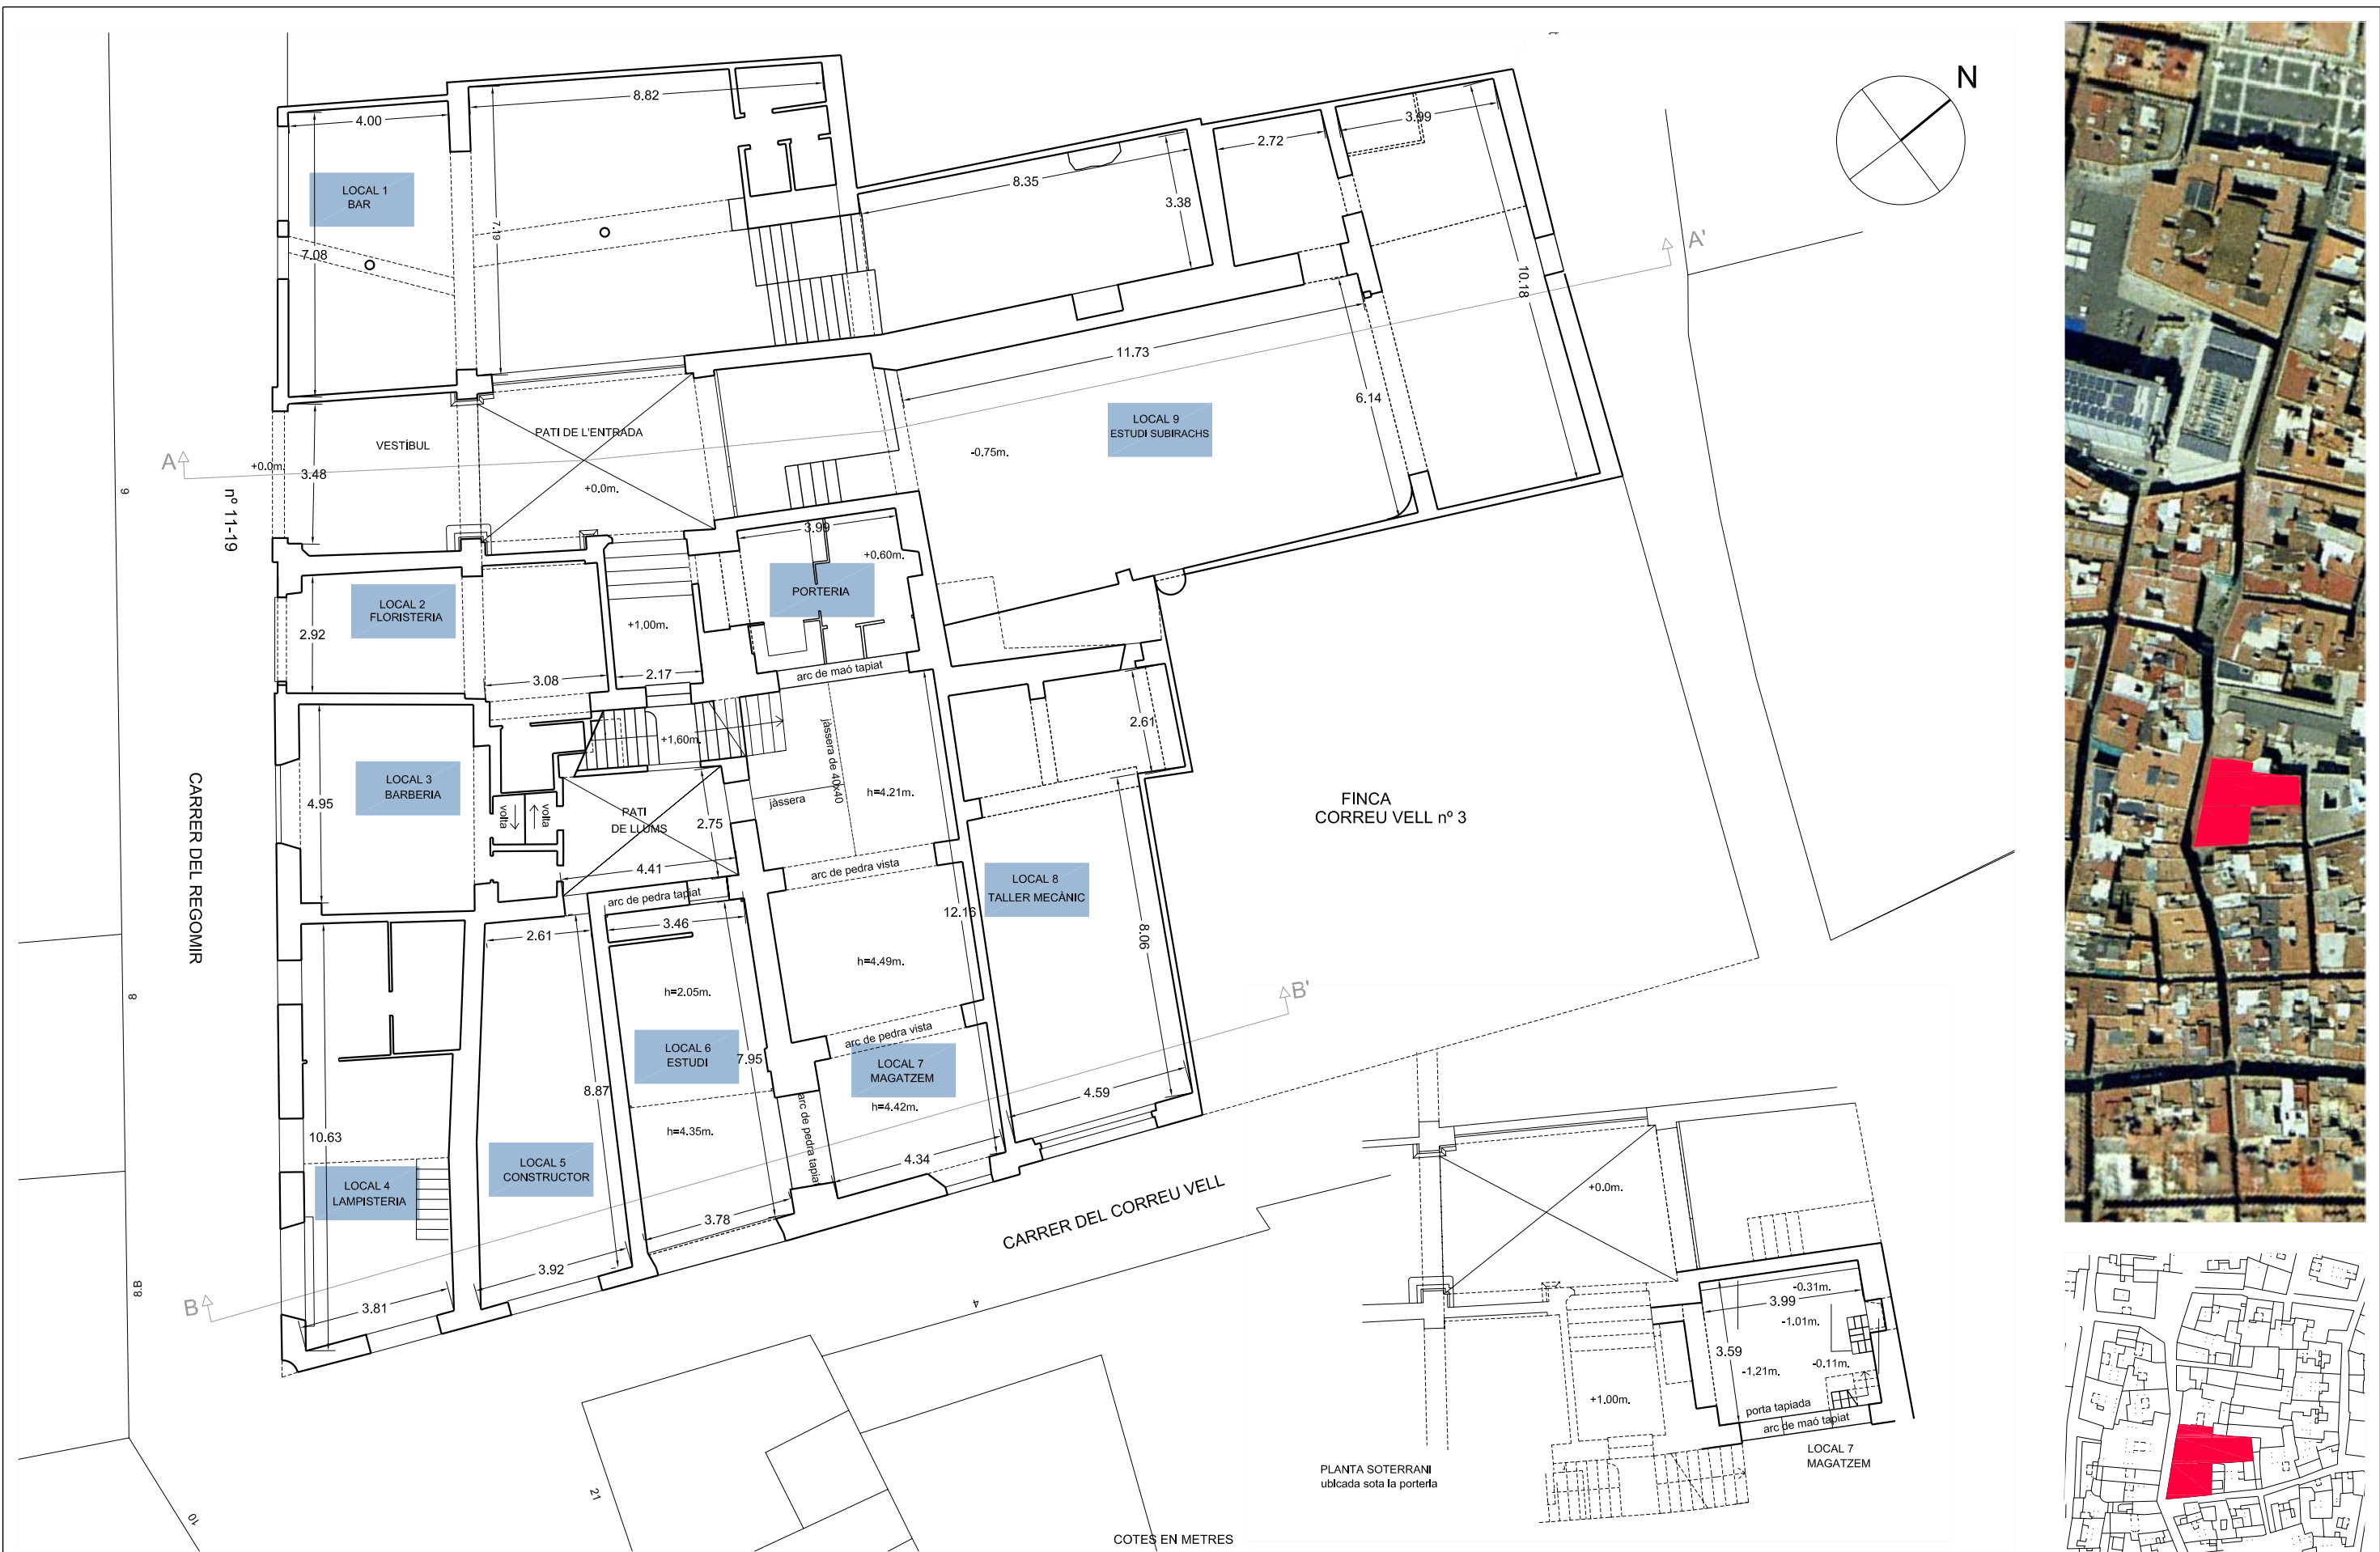 N
8.82
4.00
3.99
2.72
LOCAL 1
BAR
8.35
3.38
7.19
7.08
A'
10.18
11.73
6.14
LOCAL 9
ESTUDI SUBIRACHS
PATI DE L'ENTRADA
VESTÍBUL
-0.75m.
A
+0.0m.
3.48
+0.0m.
9
nº 11-19
3.99
+0.60m.
PORTERIA
LOCAL 2
FLORISTERIA
+1,00m.
2.92
arc de maó tapiat
2.17
3.08
2.61
jàssera de 40x40
+1,60m.
LOCAL 3
BARBERIA
CARRER DEL REGOMIR
4.95
volta
volta
PATI
DE LLUMS
2.75
jàssera
h=4.21m.
FINCA
CORREU VELL nº 3
4.41
arc de pedra vista
LOCAL 8
TALLER MECÀNIC
arc de pedra tapiat
12.16
3.46
2.61
8.06
h=4.49m.
8
h=2.05m.
B'
arc de pedra vista
LOCAL 6
ESTUDI
7.95
LOCAL 7
MAGATZEM
8.87
4.59
h=4.42m.
arc de pedra tapiat
h=4.35m.
10.63
4.34
LOCAL 5
CONSTRUCTOR
LOCAL 4
LAMPISTERIA
CARRER DEL CORREU VELL
+0.0m.
3.78
3.92
8.B
B
3.81
4
-0.31m.
3.99
-1.01m.
3.59
-0.11m.
-1,21m.
+1.00m.
porta tapiada
arc de maó tapiat
LOCAL 7
MAGATZEM
PLANTA SOTERRANI
ubicada sota la porteria
21
10
COTES EN METRES